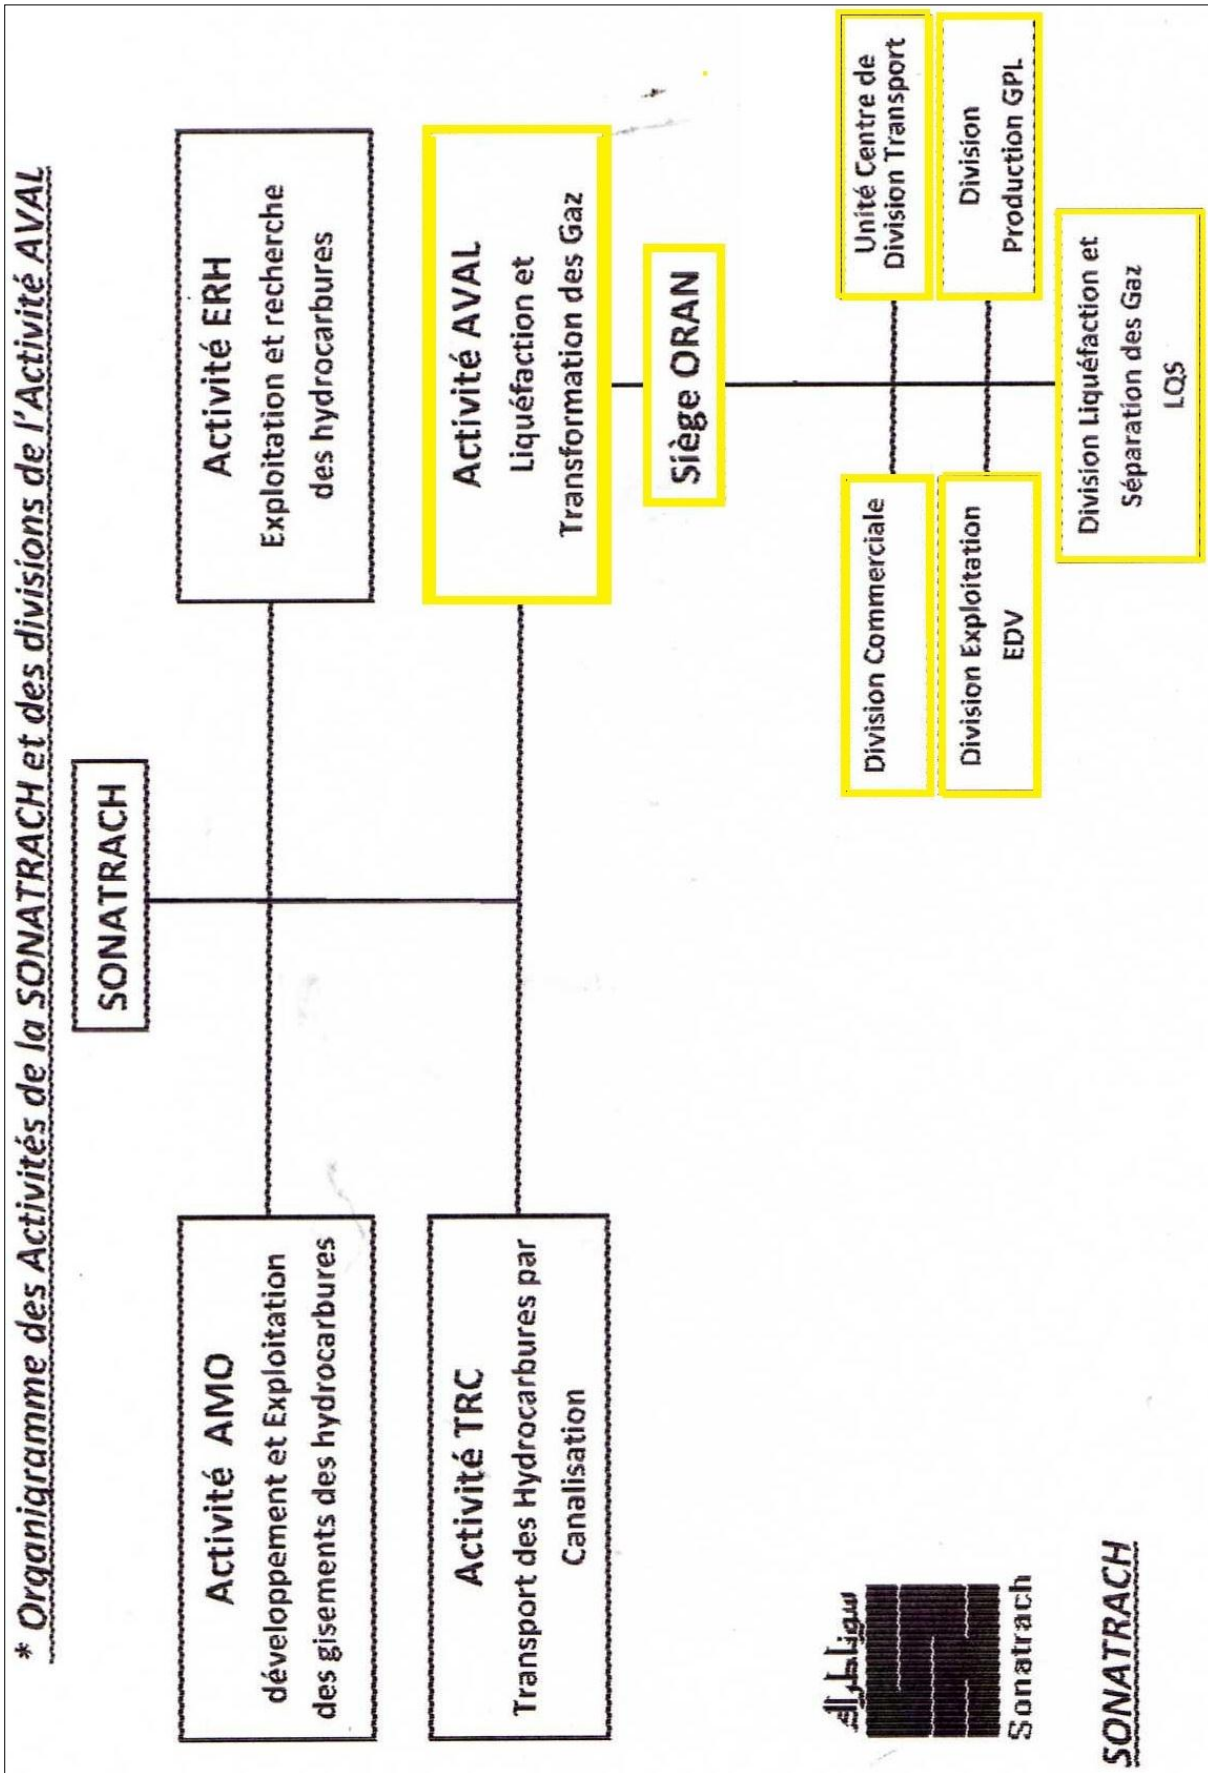 * Organigramme des Activités de la SONATRACH et des divisions de l'Activité AVAL
SONATRACH
Activité AMO
développement et Exploitation
des gisements des hydrocarbures
Activité ERH
Exploitation et recherche
des hydrocarbures
Activité TRC
Transport des Hydrocarbures par
Canalisation
Activité AVAL
Liquéfaction et
Transformation des Gaz
Siège ORAN
Division Commerciale
Unité Centre de
Division Transport
Division Exploitation
EDV
Division
Production GPL
Division Liquéfaction et
Séparation des Gaz
LQS
سوناطراك
Sonatrach
SONATRACH